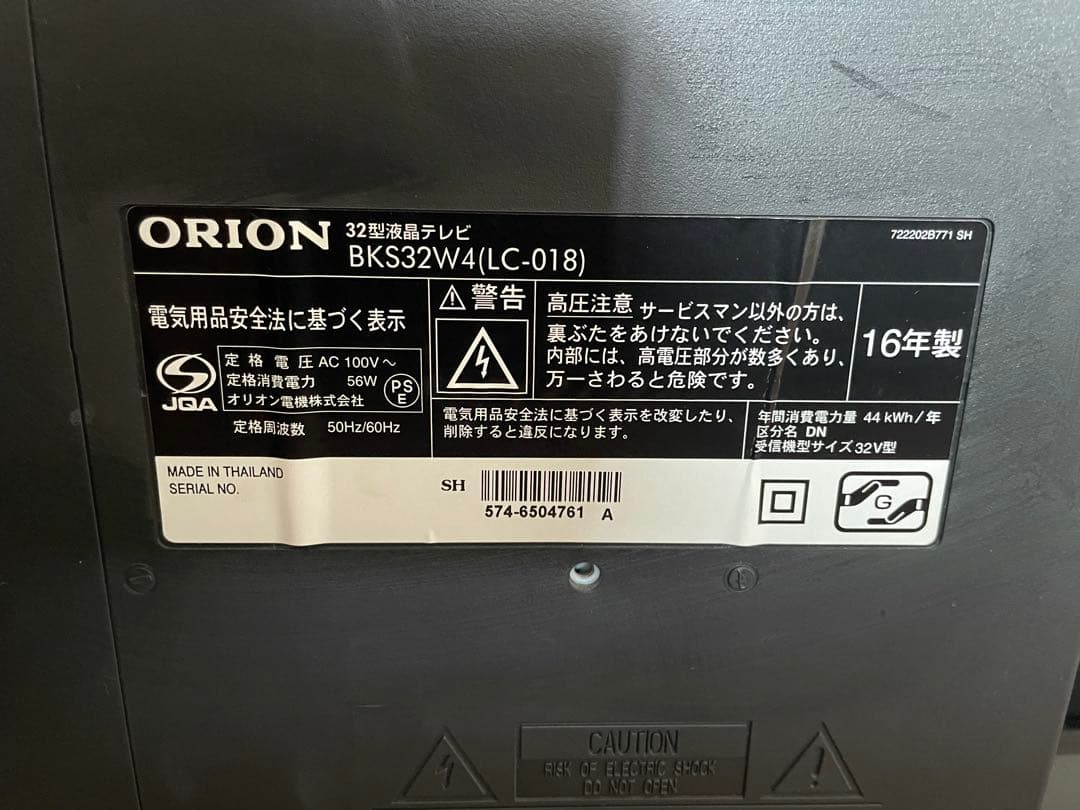 ORION 32型液晶テレビ
BKS32W4(LC-018)
722202B771 SH
電気用品安全法に基づく表示
JQA
定格電圧 AC 100V～
定格消費電力 56W
オリオン電機株式会社
PS
E
定格周波数 50Hz/60Hz
警告
高圧注意 サービスマン以外の方は、
裏ぶたをあけないでください。
内部には、高電圧部分が数多くあり、
万一さわると危険です。
16年製
電気用品安全法に基づく表示を改変したり、
削除すると違反になります。
年間消費電力量 44 kWh/年
区分名 DN
受信機型サイズ 32V型
MADE IN THAILAND
SERIAL NO.
SH
574-6504761 A
G
CAUTION
RISK OF ELECTRIC SHOCK
DO NOT OPEN